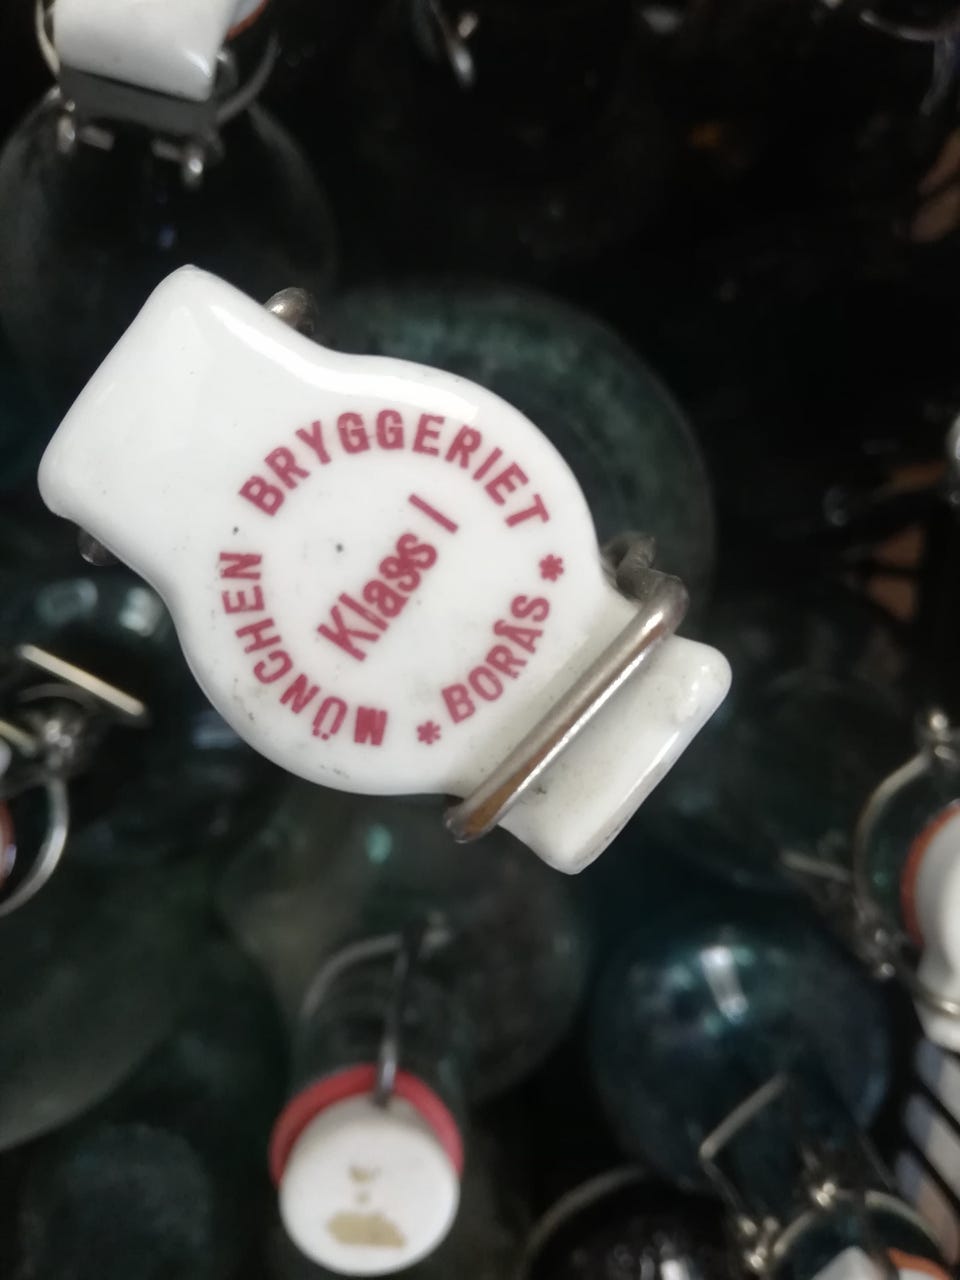 MÜNCHEN BRYGGERIET
Klass I
* BORÅS *